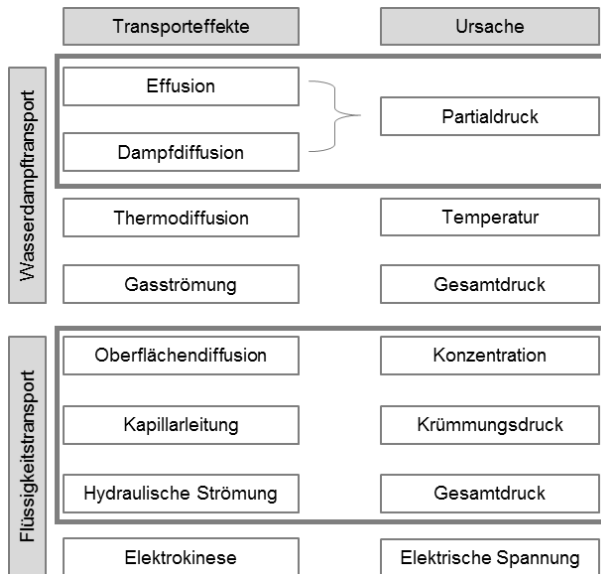 Transporteffekte
Ursache
Wasserdampftransport
Effusion
Partialdruck
Dampfdiffusion
Thermodiffusion
Temperatur
Gasströmung
Gesamtdruck
Flüssigkeitstransport
Oberflächendiffusion
Konzentration
Kapillarleitung
Krümmungsdruck
Hydraulische Strömung
Gesamtdruck
Elektrokinese
Elektrische Spannung